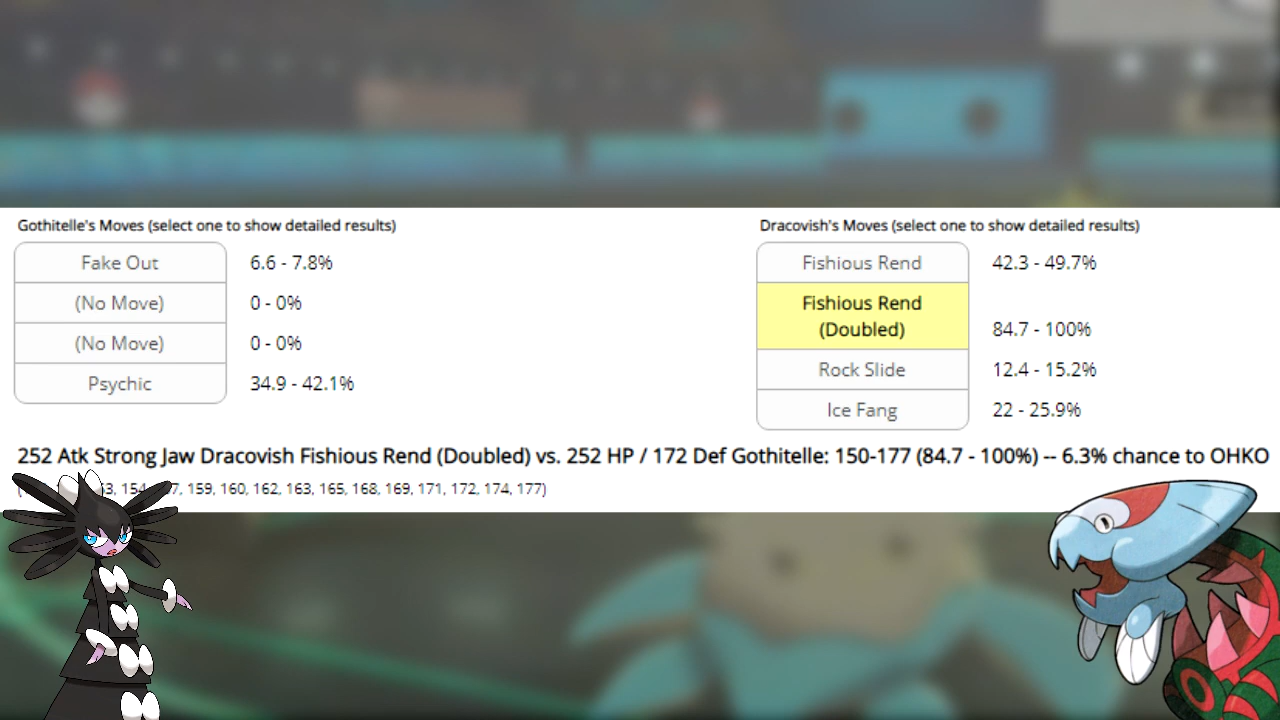 Gothitelle's Moves (select one to show detailed results)
Fake Out 6.6 - 7.8%
(No Move) 0 - 0%
(No Move) 0 - 0%
Psychic 34.9 - 42.1%
Dracovish's Moves (select one to show detailed results)
Fishious Rend 42.3 - 49.7%
Fishious Rend
(Doubled) 84.7 - 100%
Rock Slide 12.4 - 15.2%
Ice Fang 22 - 25.9%
252 Atk Strong Jaw Dracovish Fishious Rend (Doubled) vs. 252 HP / 172 Def Gothitelle: 150-177 (84.7 - 100%) -- 6.3% chance to OHKO
159, 160, 162, 163, 165, 168, 169, 171, 172, 174, 177)